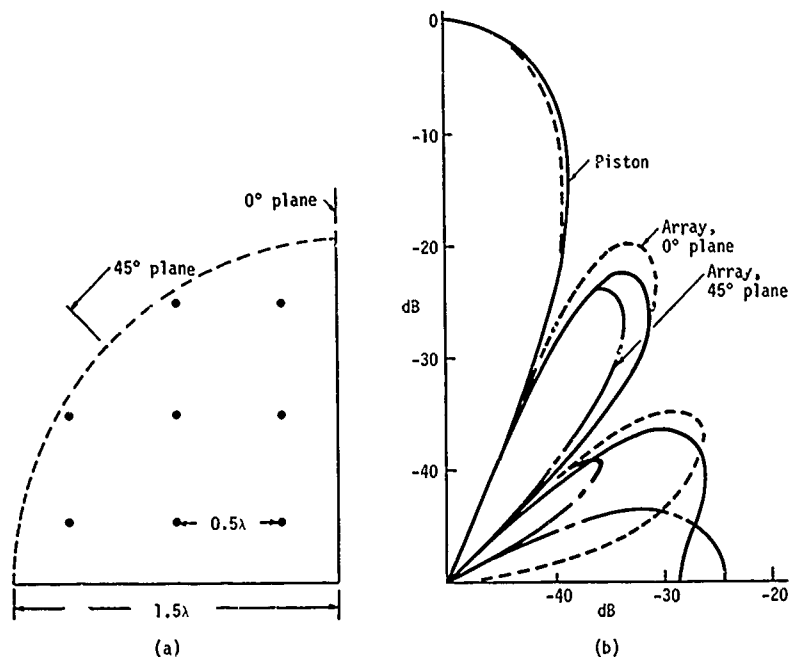 0° plane
45° plane
0.5λ
1.5λ
(a)
0
-10
-20
dB
-30
-40
Piston
Array,
0° plane
Array,
45° plane
-40
-30
-20
dB
(b)